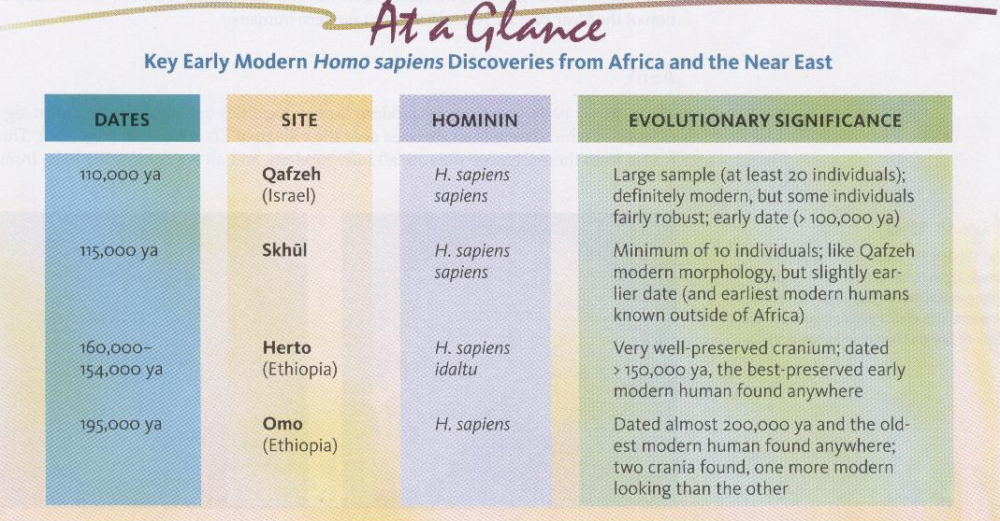 At a Glance
Key Early Modern Homo sapiens Discoveries from Africa and the Near East
DATES SITE HOMININ EVOLUTIONARY SIGNIFICANCE
110,000 ya Qafzeh H. sapiens Large sample (at least 20 individuals);
(Israel) sapiens definitely modern, but some individuals
fairly robust; early date (> 100,000 ya)
115,000 ya Skhūl H. sapiens Minimum of 10 individuals; like Qafzeh
sapiens modern morphology, but slightly ear-
lier date (and earliest modern humans
known outside of Africa)
160,000– Herto H. sapiens Very well-preserved cranium; dated
154,000 ya (Ethiopia) idaltu > 150,000 ya, the best-preserved early
modern human found anywhere
195,000 ya Omo H. sapiens Dated almost 200,000 ya and the old-
(Ethiopia) est modern human found anywhere;
two crania found, one more modern
looking than the other